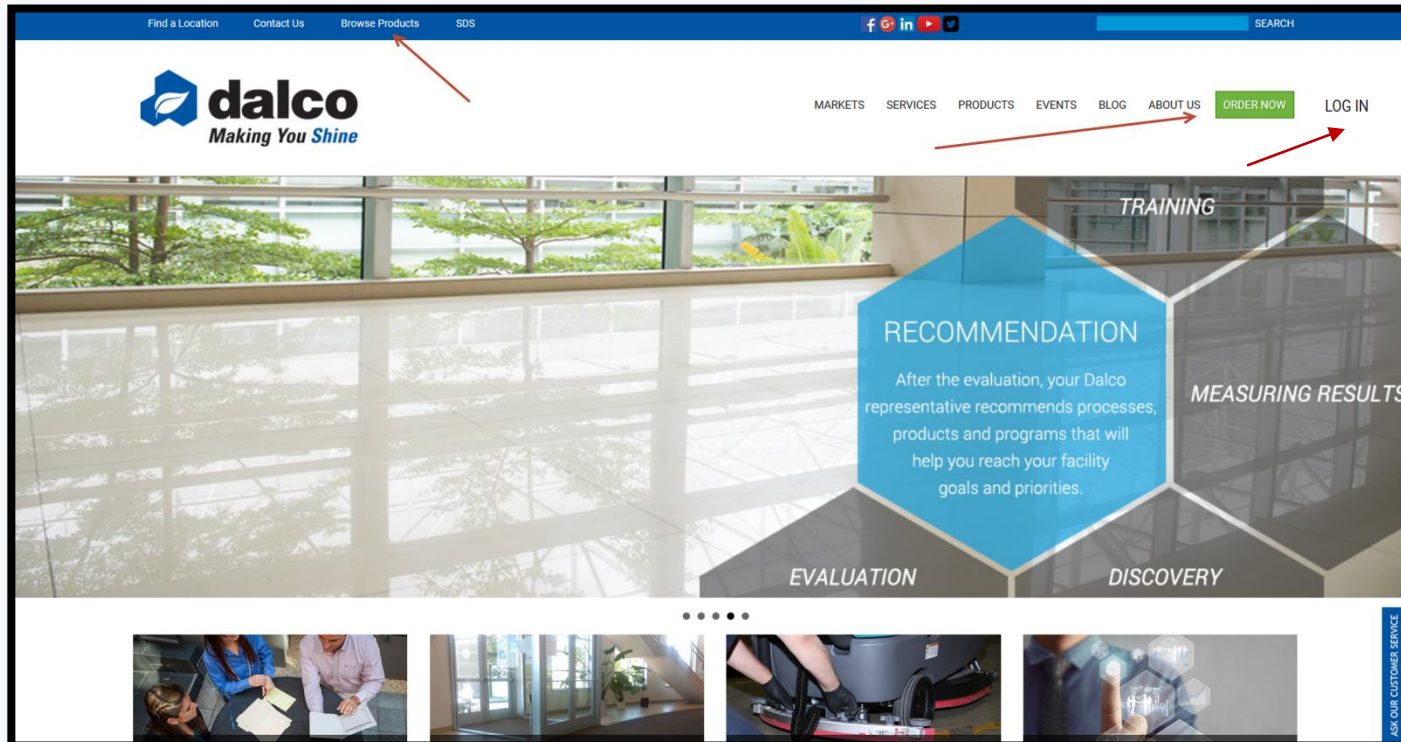 Find a Location Contact Us Browse Products SDS
SEARCH
dalco
Making You Shine
MARKETS SERVICES PRODUCTS EVENTS BLOG ABOUT US ORDER NOW LOG IN
TRAINING
RECOMMENDATION
After the evaluation, your Dalco
representative recommends processes,
products and programs that will
help you reach your facility
goals and priorities.
MEASURING RESULTS
EVALUATION
DISCOVERY
ASK OUR CUSTOMER SERVICE